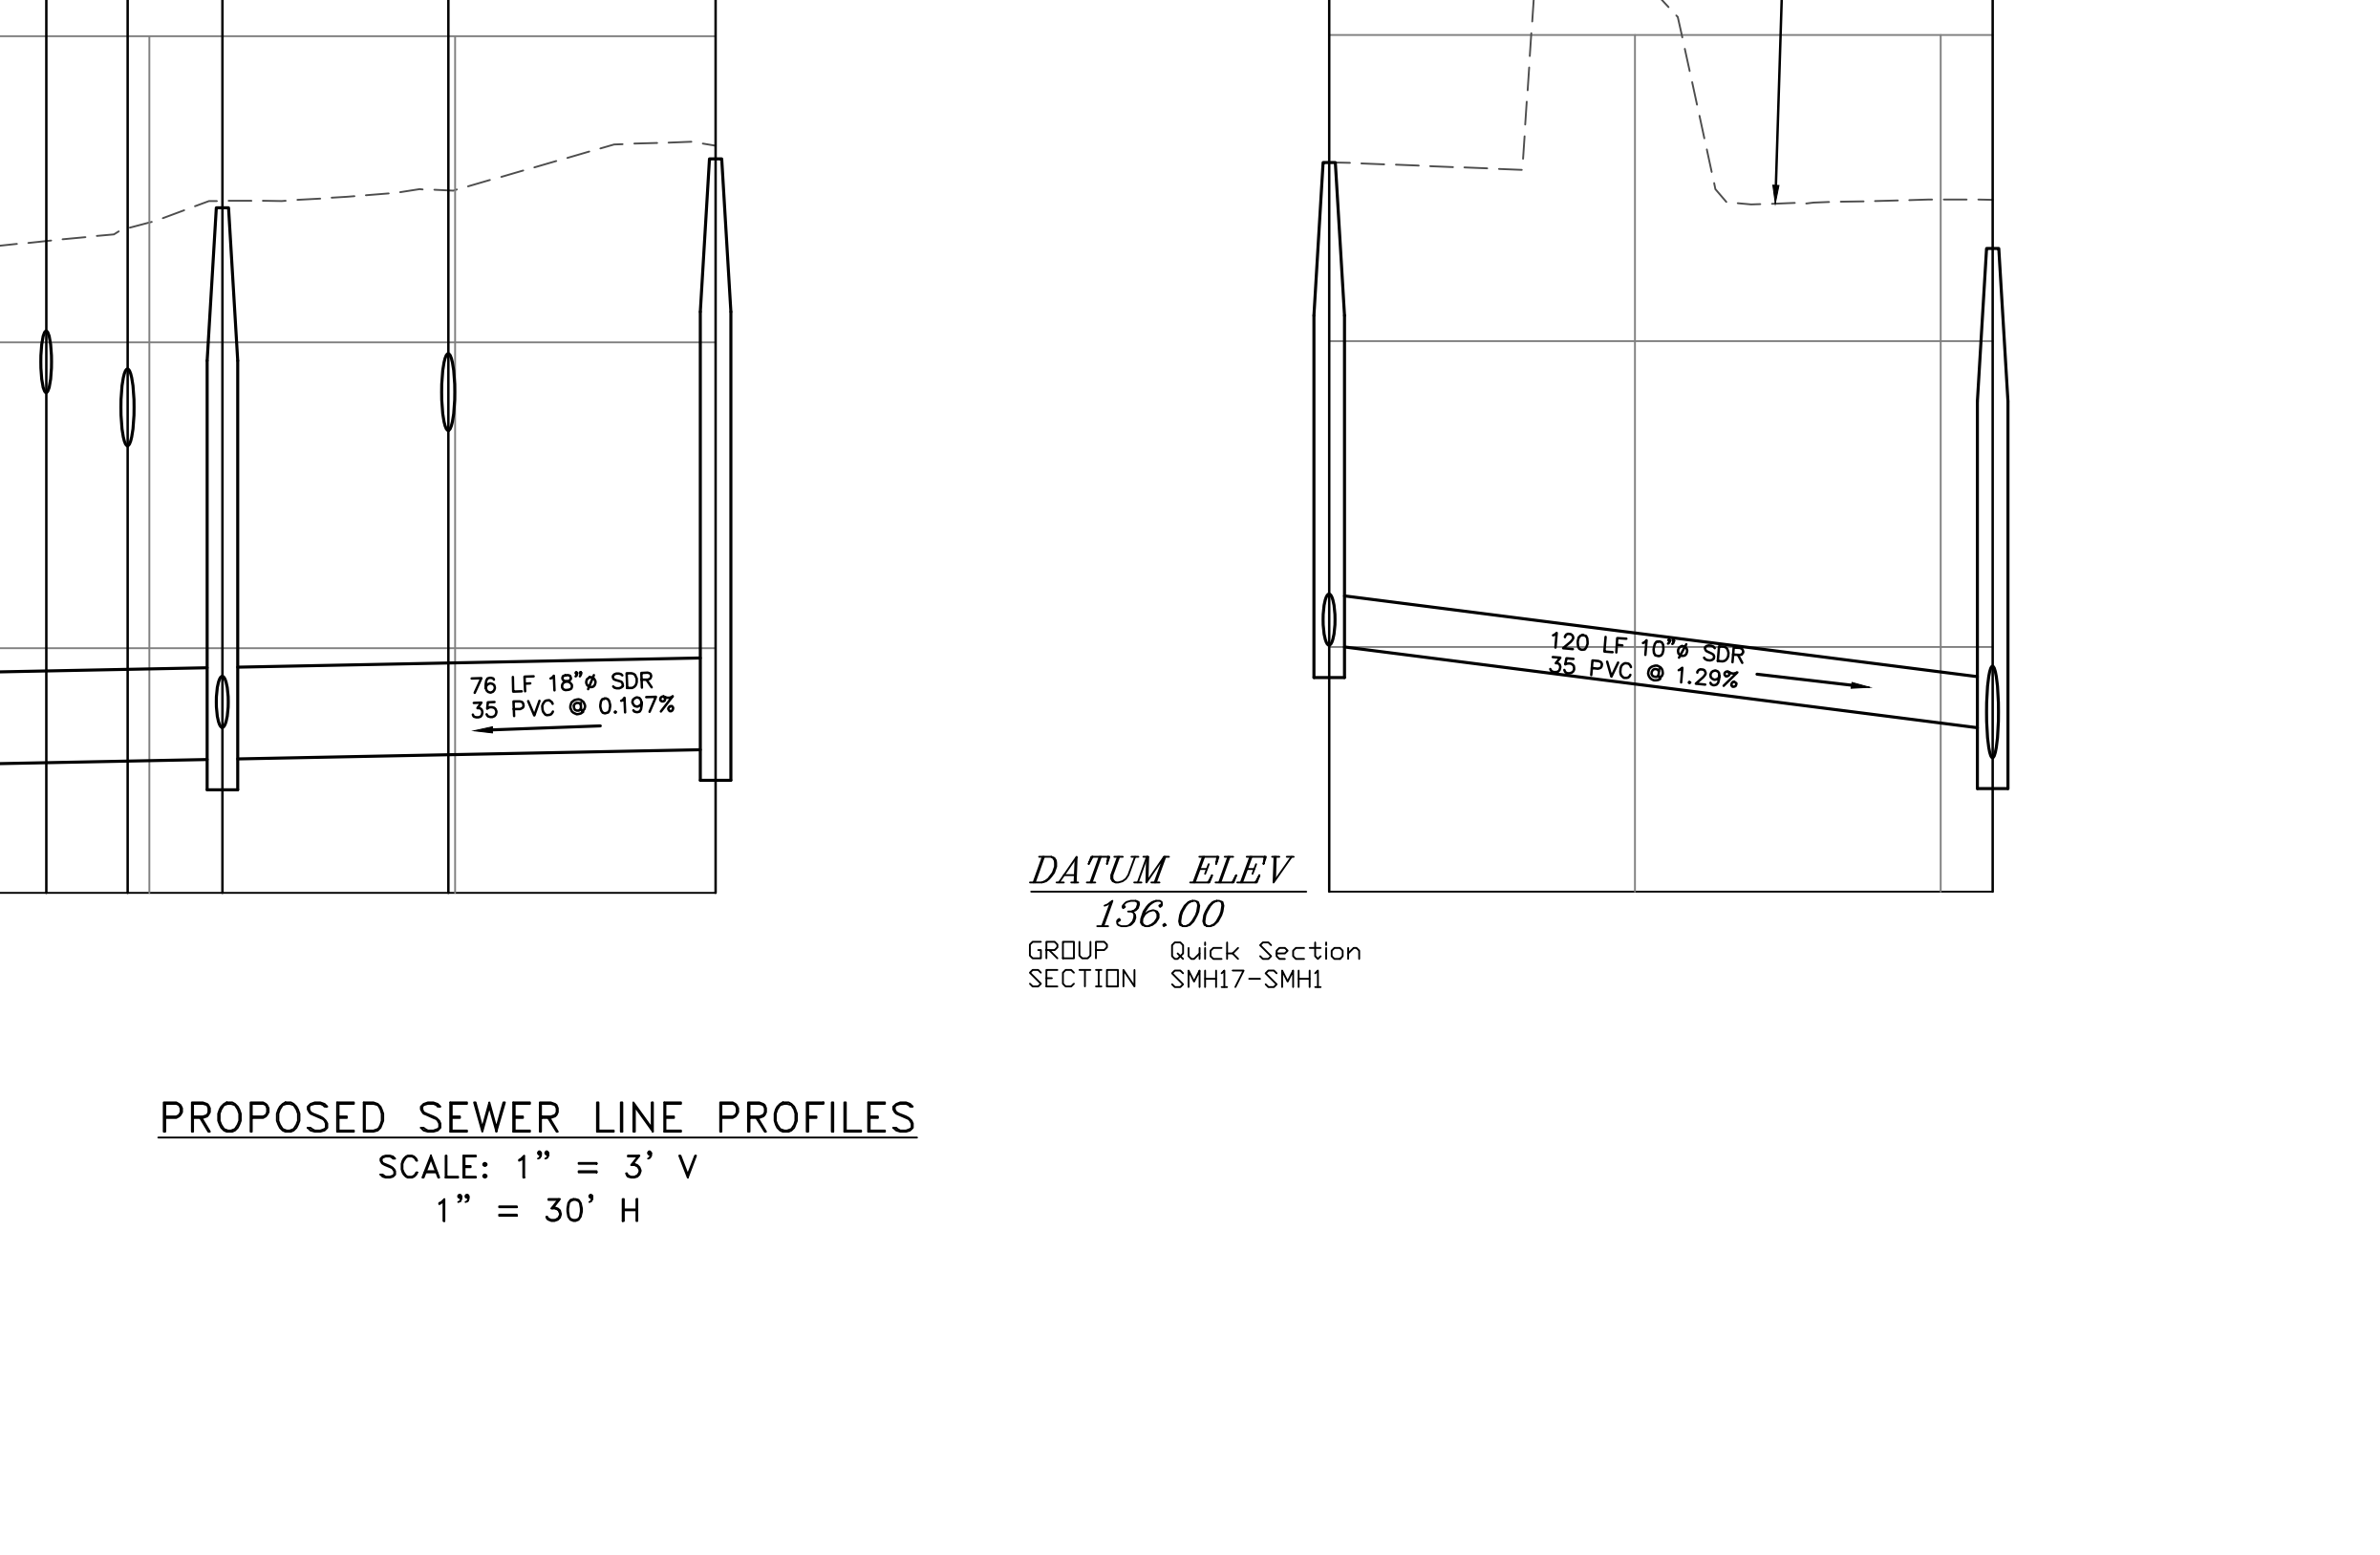 76 LF 18"ø SDR
35 PVC @ 0.197%
120 LF 10"ø SDR
35 PVC @ 1.29%
DATUM ELEV
136.00
GROUP Quick Section
SECTION SMH17-SMH1
PROPOSED SEWER LINE PROFILES
SCALE: 1" = 3' V
1" = 30' H